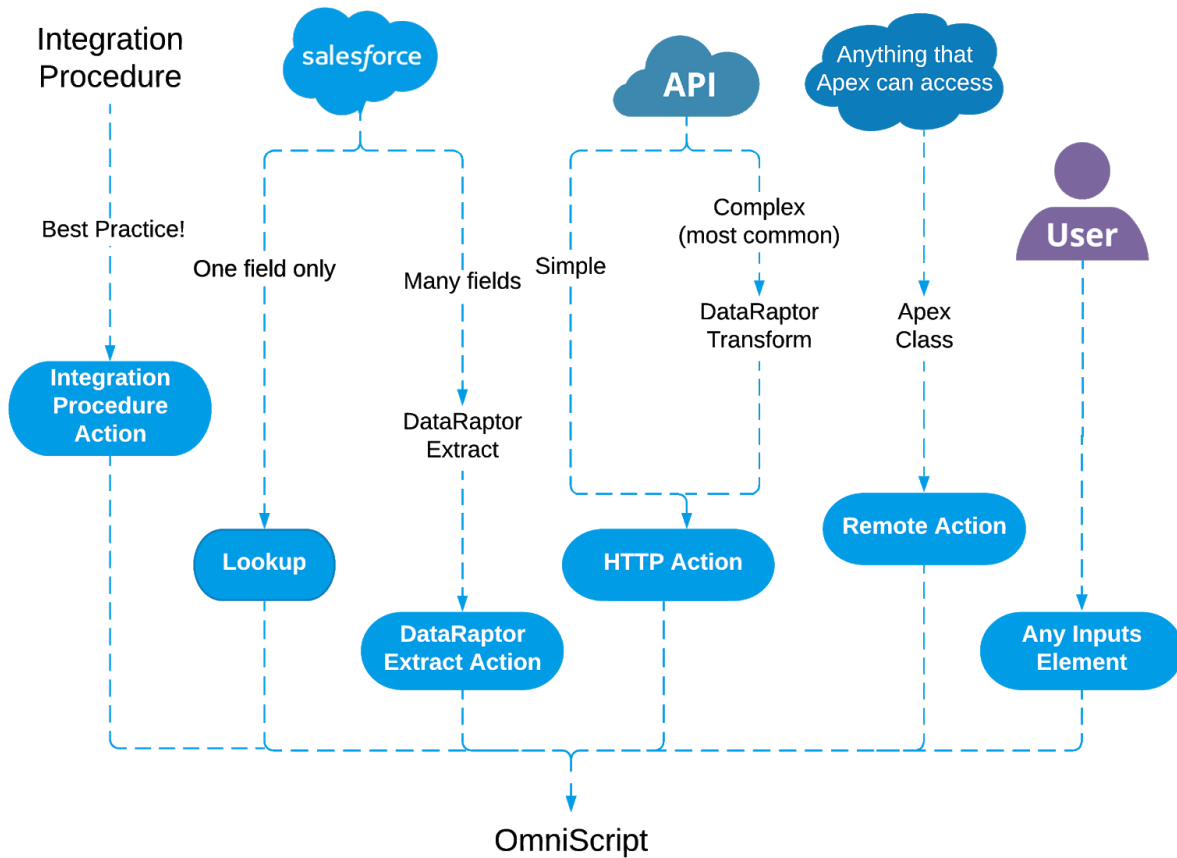 Integration
Procedure
salesforce
API
Anything that
Apex can access
User
Best Practice!
One field only
Many fields
Simple
Complex
(most common)
DataRaptor
Transform
Apex
Class
Integration
Procedure
Action
DataRaptor
Extract
Lookup
HTTP Action
Remote Action
DataRaptor
Extract Action
Any Inputs
Element
OmniScript